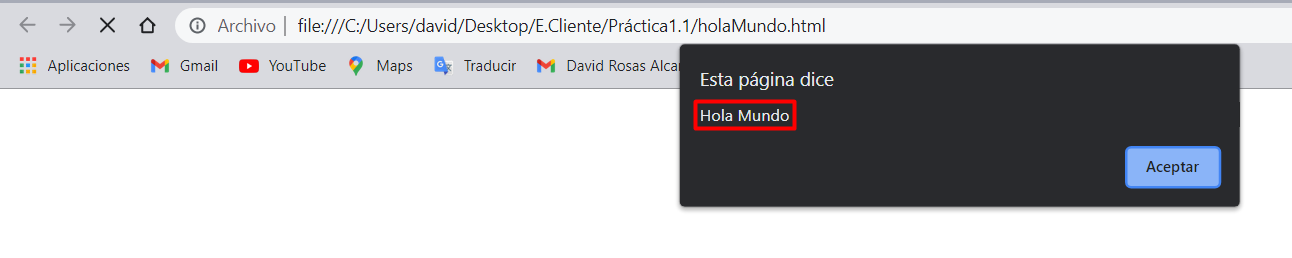 Archivo | file:///C:/Users/david/Desktop/E.Cliente/Práctica1.1/holaMundo.html
Aplicaciones Gmail YouTube Maps Traducir David Rosas Alcar
Esta página dice
Hola Mundo
Aceptar